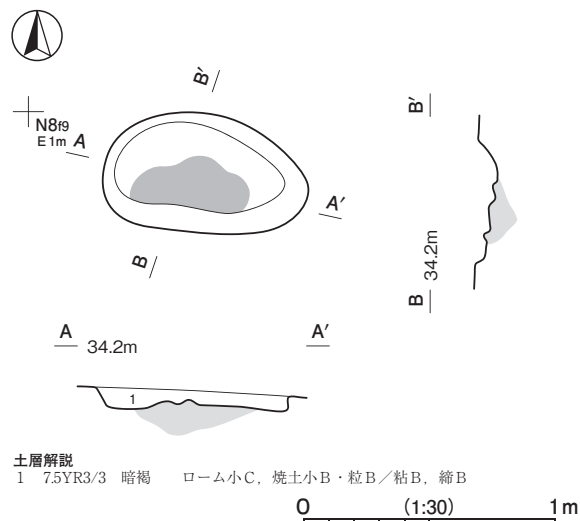 B′
N8f9
E1m
A
A′
B
B′
34.2m
B
A
34.2m
A′
1
土層解説
1 7.5YR3/3 暗褐 ローム小C，焼土小B・粒B／粘B，締B
0 (1:30) 1m